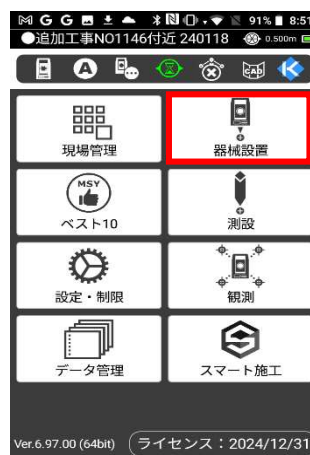 M G G 91% 8:51
●追加工事NO1146付近 240118 0.500m
A CAD
現場管理 器械設置
MSY
ベスト10 測設
設定・制限 観測
データ管理 スマート施工
Ver.6.97.00 (64bit) ライセンス:2024/12/31